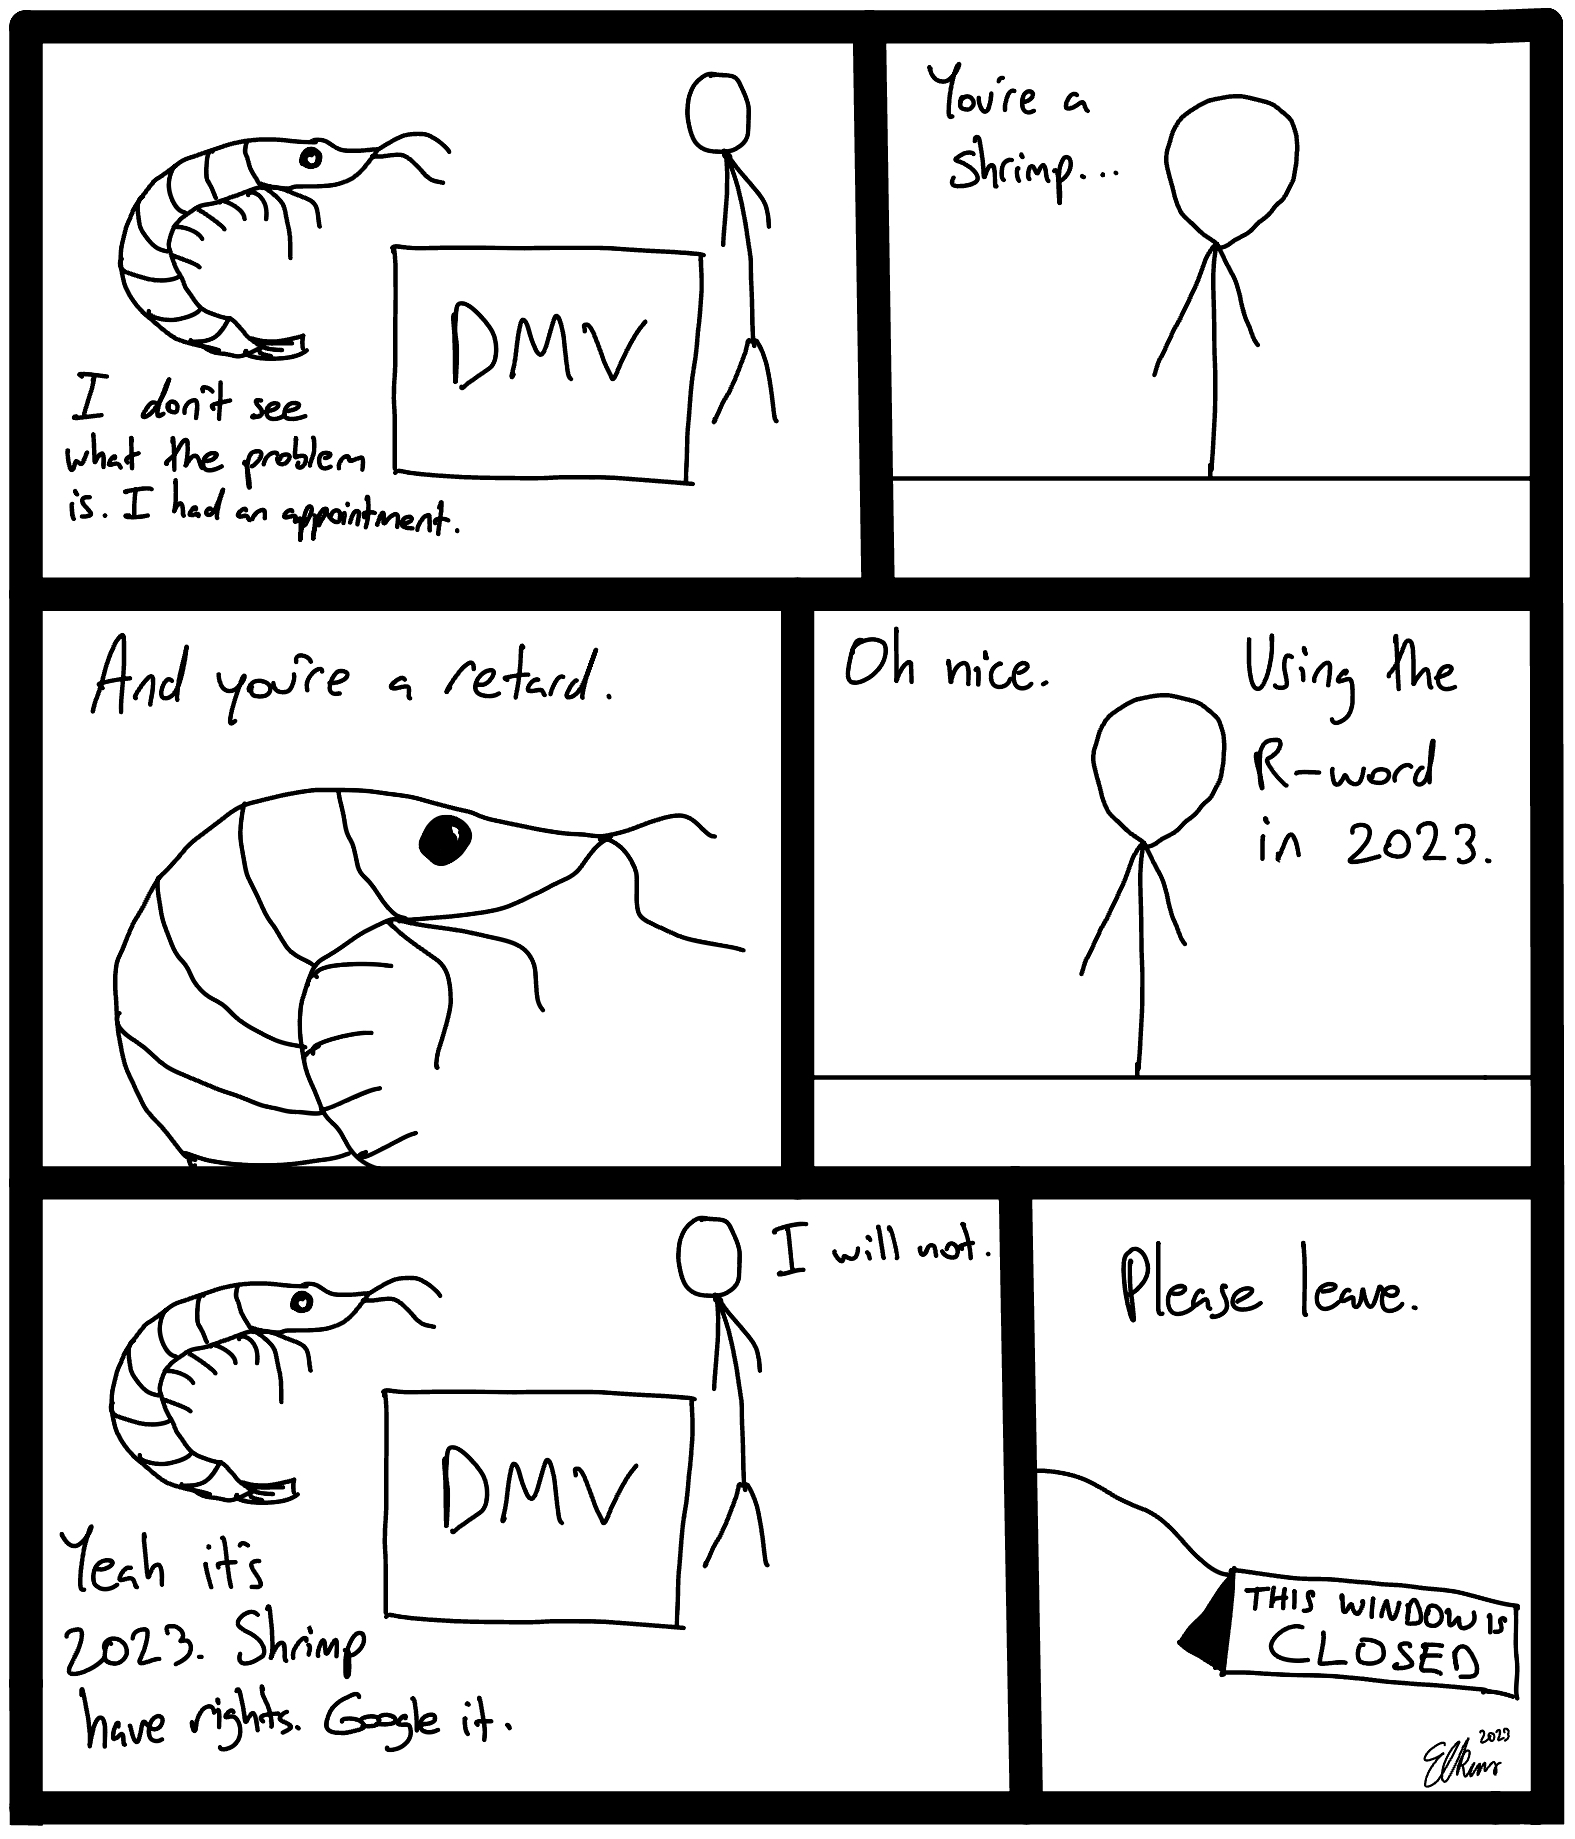 DMV
I don't see
what the problem
is. I had an appointment.
You're a
shrimp...
And you're a retard.
Oh nice.
Using the
R-word
in 2023.
I will not.
DMV
Yeah it's
2023. Shrimp
have rights. Google it.
Please leave.
THIS WINDOW IS
CLOSED
2023